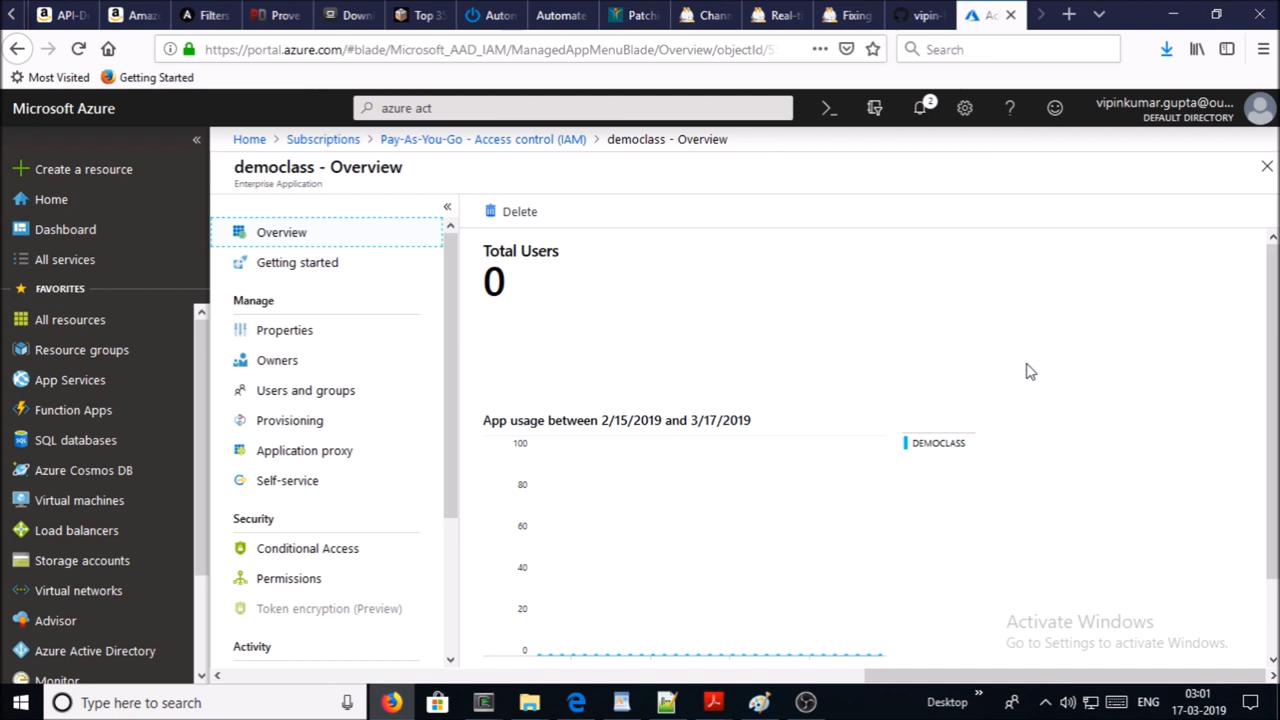 API-D
Amaz
Filters
Prove
Down
Top 3
Auton
Automate
Patchi
Chann
Real-ti
Fixing
vipin-
Ac
https://portal.azure.com/#blade/Microsoft_AAD_IAM/ManagedAppMenuBlade/Overview/objectId/5
Search
Most Visited
Getting Started
Microsoft Azure
azure act
2
vipinkumar.gupta@ou...
DEFAULT DIRECTORY
Home > Subscriptions > Pay-As-You-Go - Access control (IAM) > democlass - Overview
democlass - Overview
Enterprise Application
Create a resource
Home
Dashboard
All services
FAVORITES
All resources
Resource groups
App Services
Function Apps
SQL databases
Azure Cosmos DB
Virtual machines
Load balancers
Storage accounts
Virtual networks
Advisor
Azure Active Directory
Monitor
Overview
Getting started
Manage
Properties
Owners
Users and groups
Provisioning
Application proxy
Self-service
Security
Conditional Access
Permissions
Token encryption (Preview)
Activity
Delete
Total Users
0
App usage between 2/15/2019 and 3/17/2019
100
80
60
40
20
0
DEMOCLASS
Activate Windows
Go to Settings to activate Windows.
Type here to search
Desktop
ENG
03:01
17-03-2019